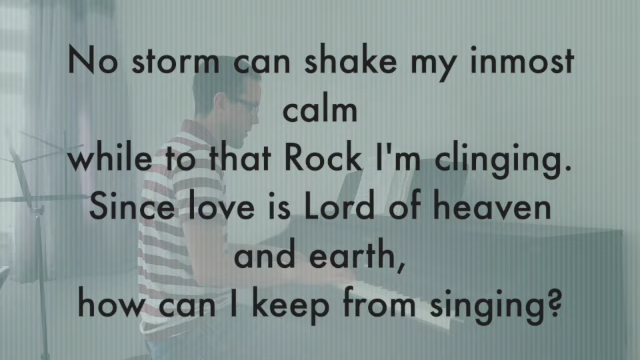 No storm can shake my inmost
calm
while to that Rock I'm clinging.
Since love is Lord of heaven
and earth,
how can I keep from singing?